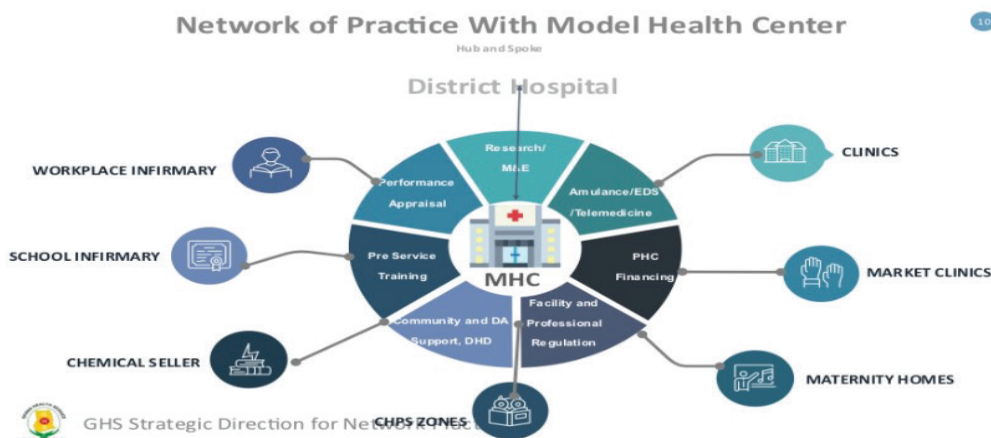 Network of Practice With Model Health Center
10
Hub and Spoke
District Hospital
WORKPLACE INFIRMARY
SCHOOL INFIRMARY
CHEMICAL SELLER
CHPS ZONES
CLINICS
MARKET CLINICS
MATERNITY HOMES
Research/
M&E
Performance
Appraisal
Amulance/EDS
/Telemedicine
Pre Service
Training
PHC
Financing
MHC
Community and DA
Support, DHD
Facility and
Professional
Regulation
GHS Strategic Direction for Network